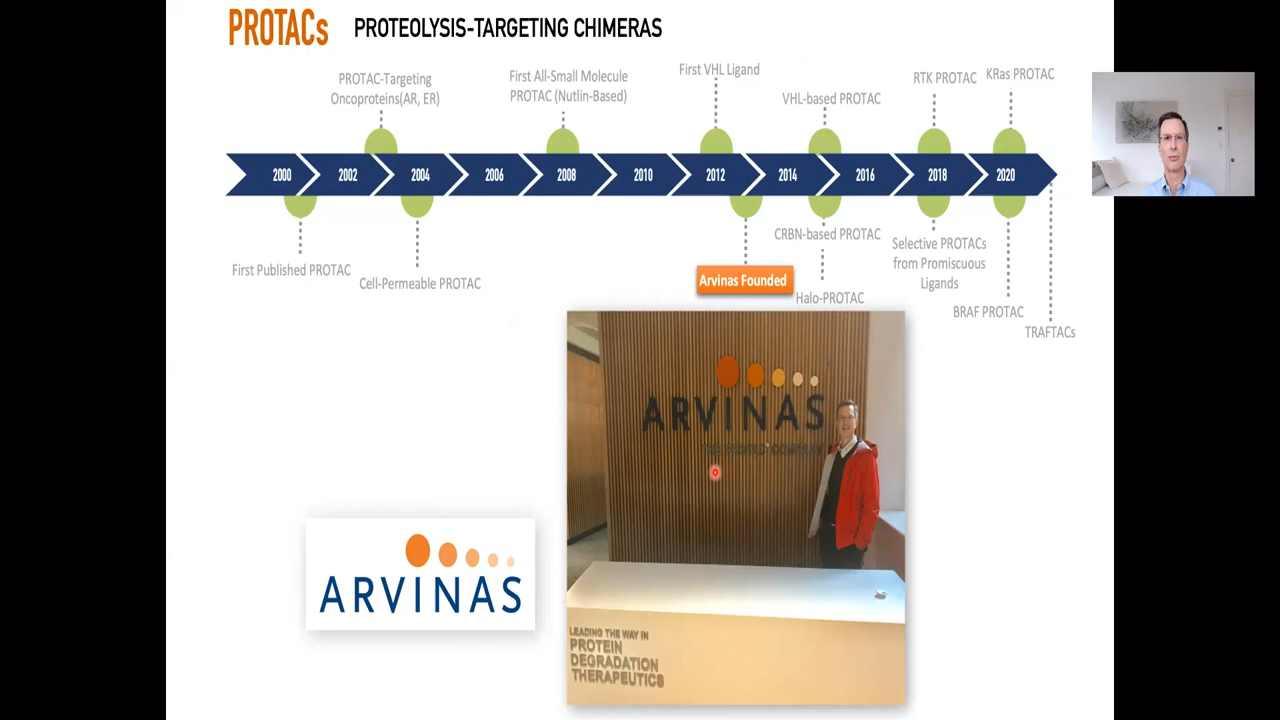 PROTACs PROTEOLYSIS-TARGETING CHIMERAS
PROTAC-Targeting
Oncoproteins(AR, ER)
First All-Small Molecule
PROTAC (Nutlin-Based)
First VHL Ligand
VHL-based PROTAC
RTK PROTAC
KRas PROTAC
2000 2002 2004 2006 2008 2010 2012 2014 2016 2018 2020
First Published PROTAC
Cell-Permeable PROTAC
Arvinas Founded
CRBN-based PROTAC
Halo-PROTAC
Selective PROTACs
from Promiscuous
Ligands
BRAF PROTAC
TRAFTACs
ARVINAS
ARVINAS
LEADING THE WAY IN
PROTEIN
DEGRADATION
THERAPEUTICS